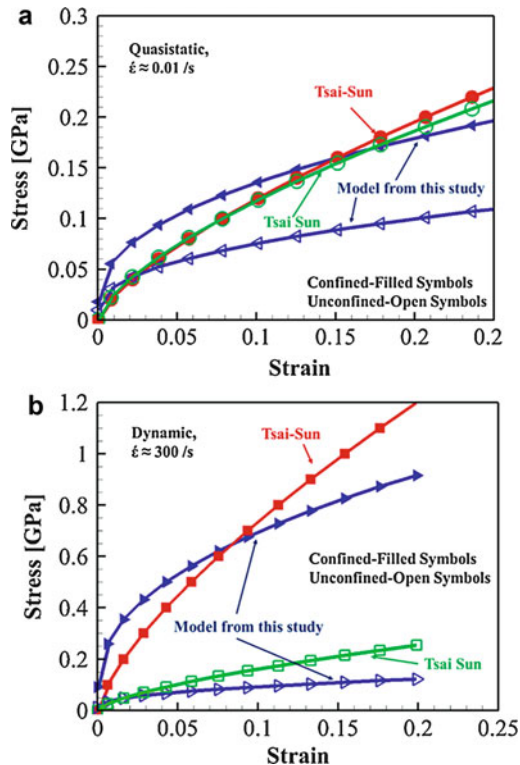 a
Quasistatic,
έ ≈ 0.01 /s
Tsai-Sun
Model from this study
Tsai Sun
Confined-Filled Symbols
Unconfined-Open Symbols
Stress [GPa]
0.3
0.25
0.2
0.15
0.1
0.05
0
0 0.05 0.1 0.15 0.2 0.2
Strain
b
Dynamic,
έ ≈ 300 /s
Tsai-Sun
Confined-Filled Symbols
Unconfined-Open Symbols
Model from this study
Tsai Sun
Stress [GPa]
1.2
1
0.8
0.6
0.4
0.2
0
0 0.05 0.1 0.15 0.2 0.25
Strain